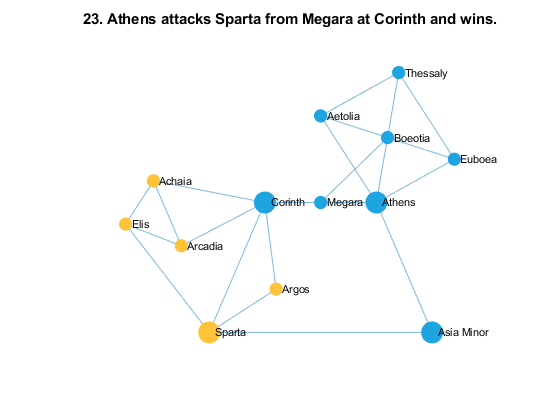 23. Athens attacks Sparta from Megara at Corinth and wins.
Thessaly
Aetolia
Boeotia
Euboea
Achaia
Corinth
Megara
Athens
Elis
Arcadia
Argos
Sparta
Asia Minor